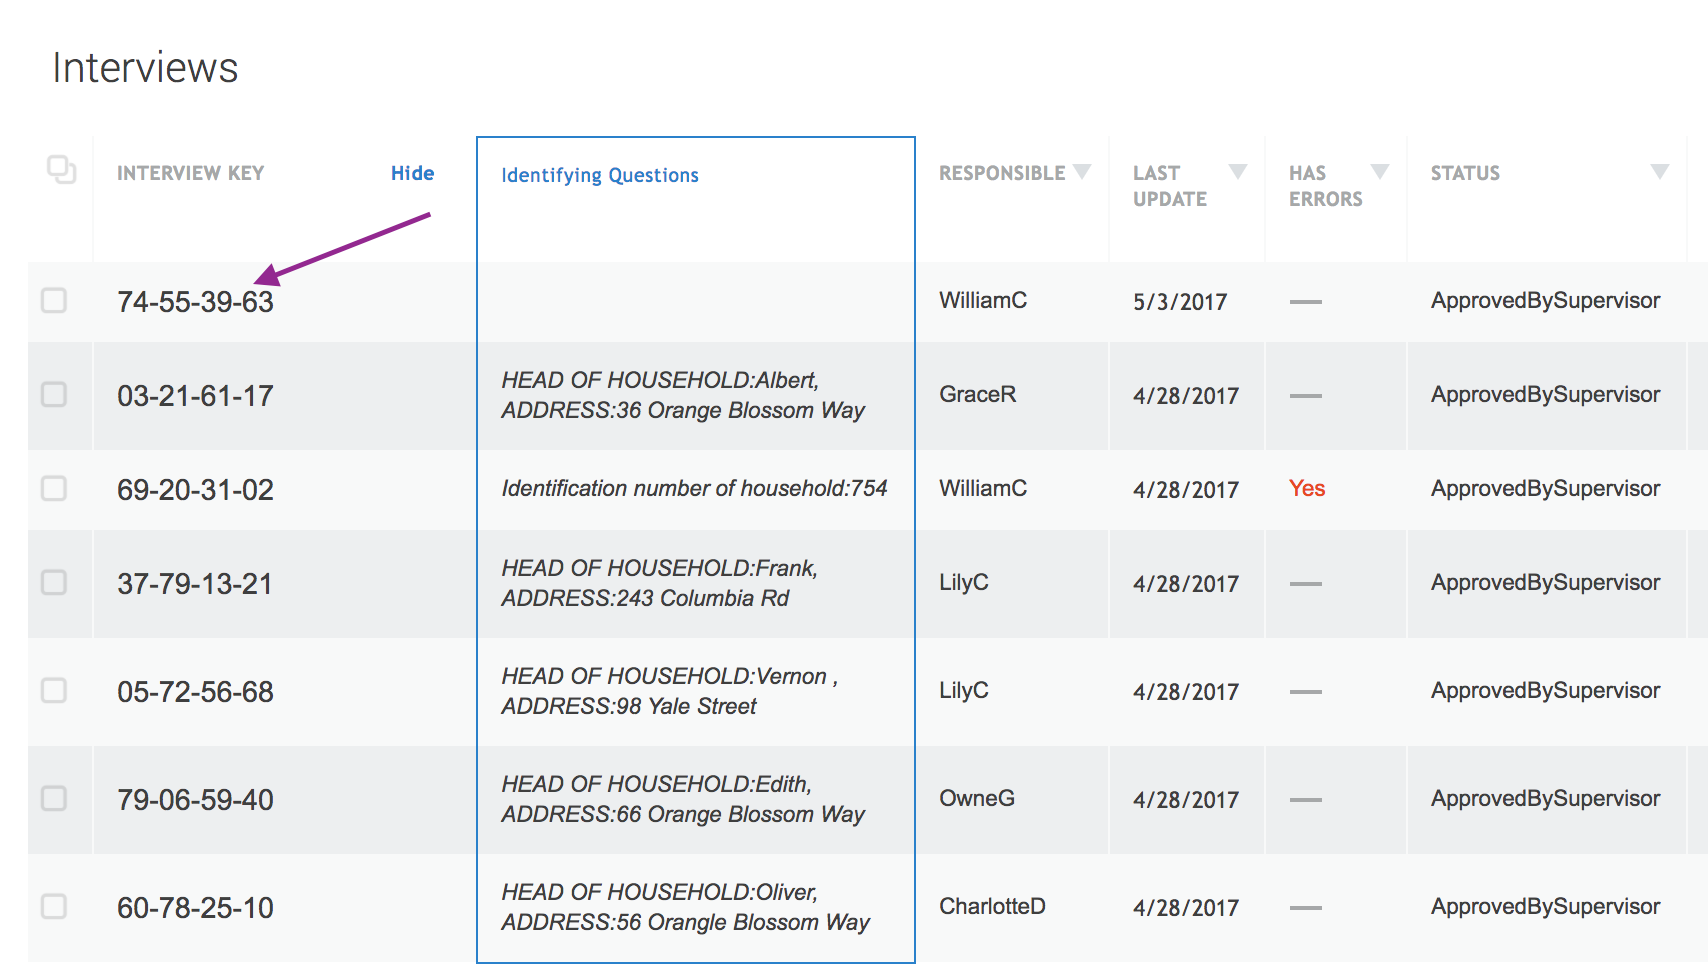 Interviews
INTERVIEW KEY Hide Identifying Questions RESPONSIBLE LAST UPDATE HAS ERRORS STATUS
74-55-39-63 WilliamC 5/3/2017 — ApprovedBySupervisor
03-21-61-17 HEAD OF HOUSEHOLD:Albert, GraceR 4/28/2017 — ApprovedBySupervisor
ADDRESS:36 Orange Blossom Way
69-20-31-02 Identification number of household:754 WilliamC 4/28/2017 Yes ApprovedBySupervisor
37-79-13-21 HEAD OF HOUSEHOLD:Frank, LilyC 4/28/2017 — ApprovedBySupervisor
ADDRESS:243 Columbia Rd
05-72-56-68 HEAD OF HOUSEHOLD:Vernon , LilyC 4/28/2017 — ApprovedBySupervisor
ADDRESS:98 Yale Street
79-06-59-40 HEAD OF HOUSEHOLD:Edith, OwneG 4/28/2017 — ApprovedBySupervisor
ADDRESS:66 Orange Blossom Way
60-78-25-10 HEAD OF HOUSEHOLD:Oliver, CharlotteD 4/28/2017 — ApprovedBySupervisor
ADDRESS:56 Orangle Blossom Way